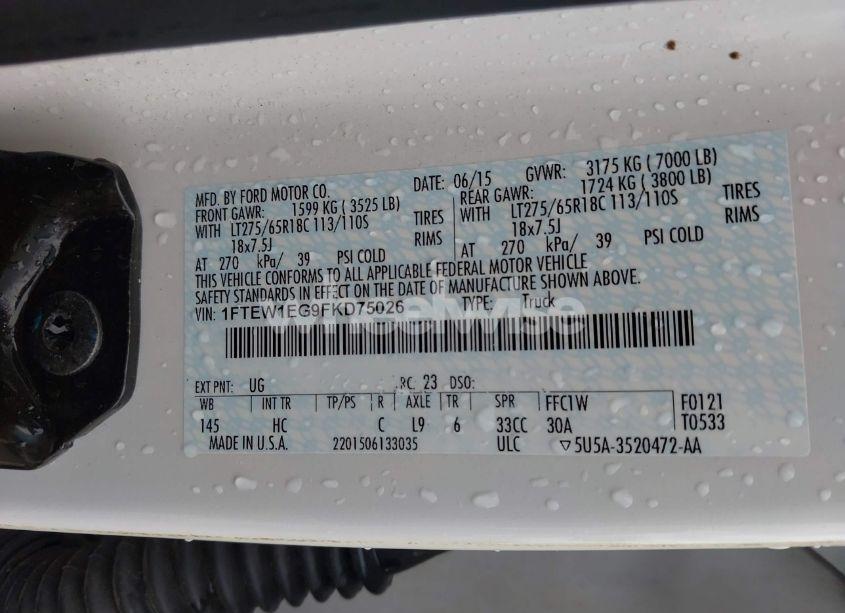 MFD. BY FORD MOTOR CO. DATE: 06/15 GVWR: 3175 KG ( 7000 LB)
FRONT GAWR: 1599 KG ( 3525 LB) REAR GAWR: 1724 KG ( 3800 LB)
WITH LT275/65R18C 113/110S TIRES WITH LT275/65R18C 113/110S TIRES
18x7.5J RIMS 18x7.5J RIMS
AT 270 kPa/ 39 PSI COLD AT 270 kPa/ 39 PSI COLD
THIS VEHICLE CONFORMS TO ALL APPLICABLE FEDERAL MOTOR VEHICLE
SAFETY STANDARDS IN EFFECT ON THE DATE OF MANUFACTURE SHOWN ABOVE.
VIN: 1FTEW1EG9FKD75026 TYPE: Truck
wheelwise
EXT PNT: UG RC: 23 DSO:
WB INT TR TP/PS R AXLE TR SPR FFC1W F0121
145 HC C L9 6 33CC 30A T0533
MADE IN U.S.A. 2201506133035 ULC ▽5U5A-3520472-AA